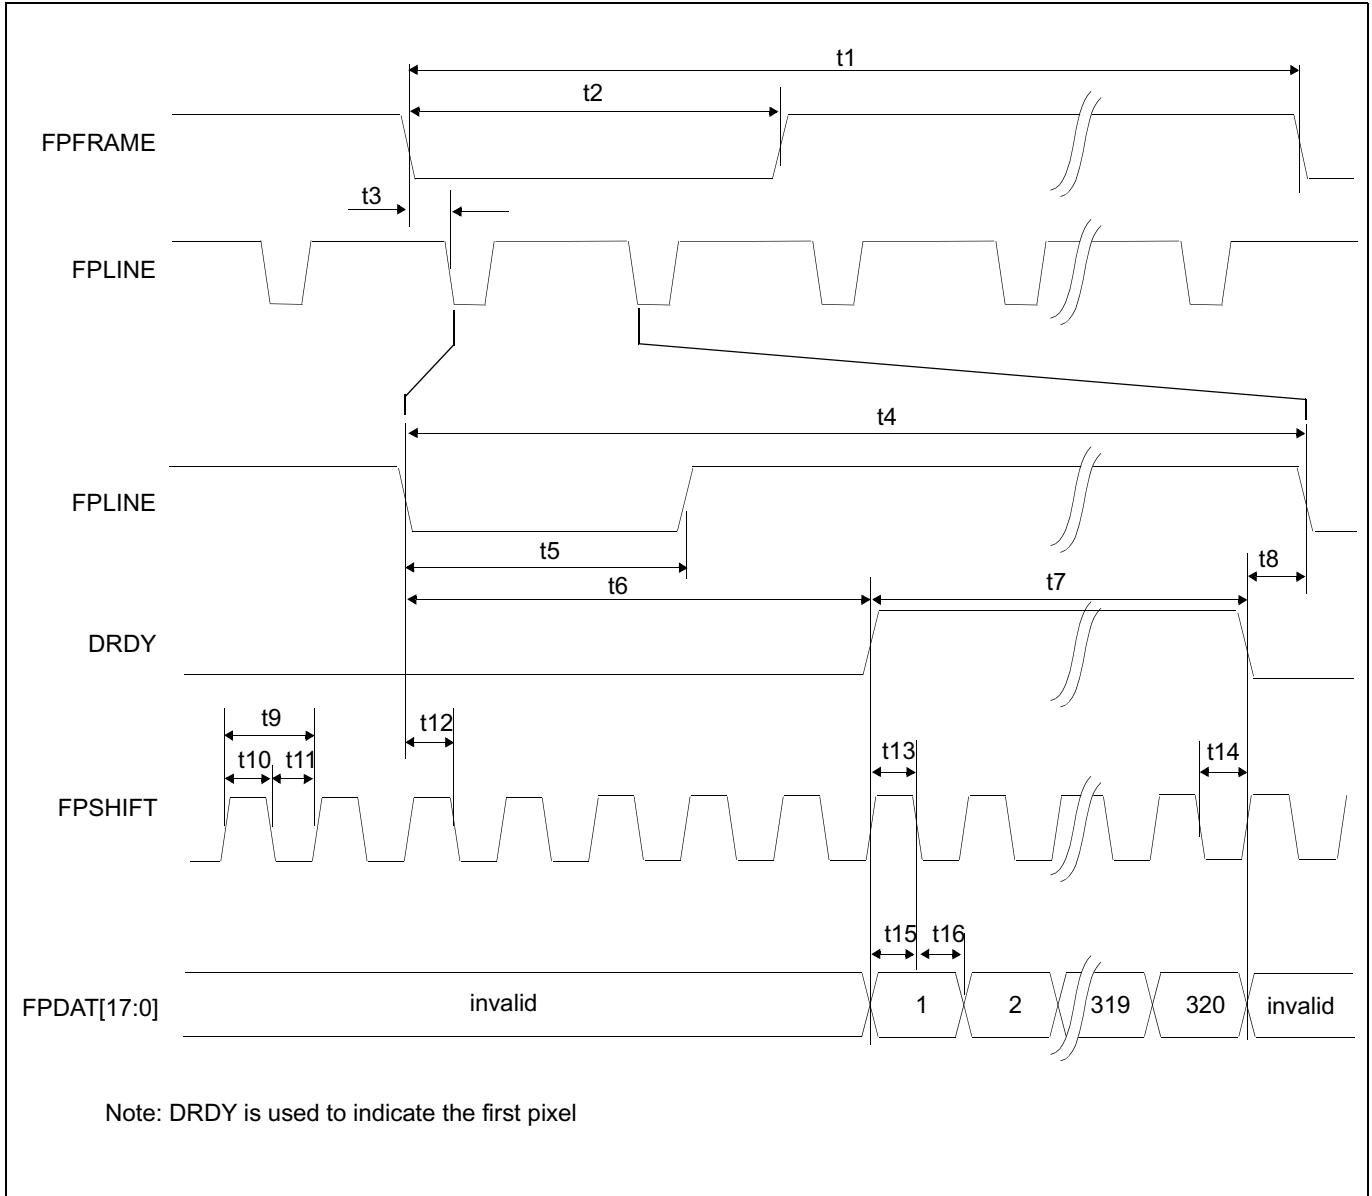 t1
t2
FPFRAME
t3
FPLINE
t4
FPLINE
t5
t8
t6
t7
DRDY
t9
t12
t10
t11
t13
t14
FPSHIFT
t15
t16
FPDAT[17:0]
invalid
1
2
319
320
invalid
Note: DRDY is used to indicate the first pixel